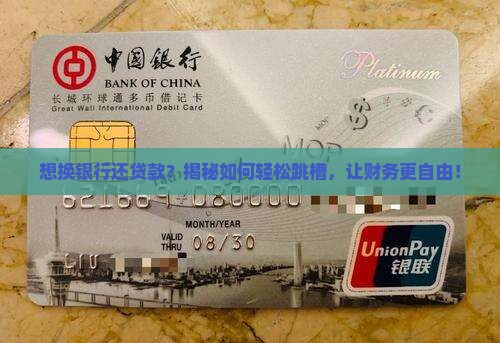 中国银行
Platinum
BANK OF CHINA
长城环球通多币借记卡
Great Wall International Debit Card
MOP
想换银行还贷款？揭秘如何轻松跳槽，让财务更自由！
MONTH/YEAR
VALID THRU 08/30
UnionPay
银联